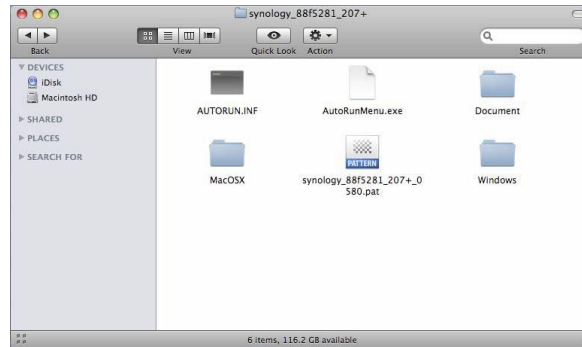 synology_88f5281_207+
Back
View
Quick Look
Action
Search
DEVICES
iDisk
Macintosh HD
SHARED
PLACES
SEARCH FOR
AUTORUN.INF
AutoRunMenu.exe
Document
MacOSX
PATTERN
synology_88f5281_207+_0
580.pat
Windows
6 items, 116.2 GB available